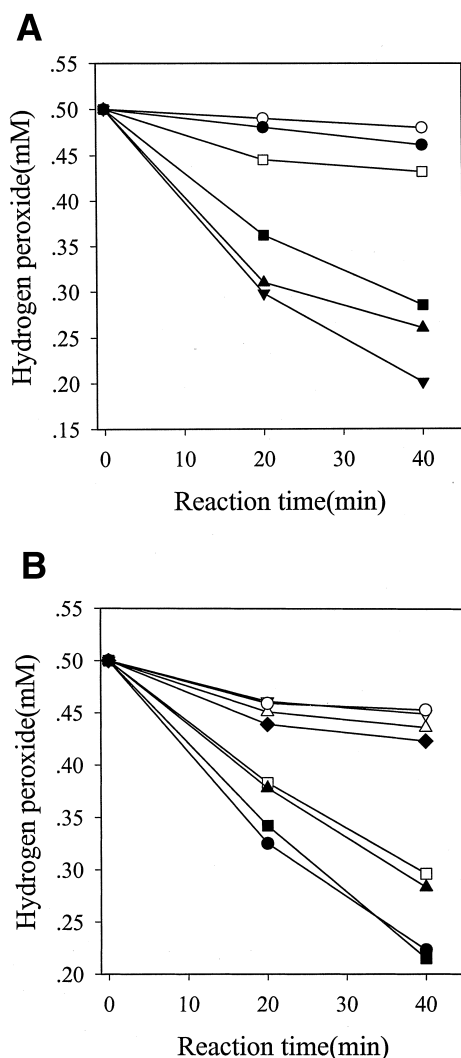 A
Hydrogen peroxide(mM)
.55
.50
.45
.40
.35
.30
.25
.20
.15
0 10 20 30 40
Reaction time(min)
B
Hydrogen peroxide(mM)
.55
.50
.45
.40
.35
.30
.25
.20
0 10 20 30 40
Reaction time(min)